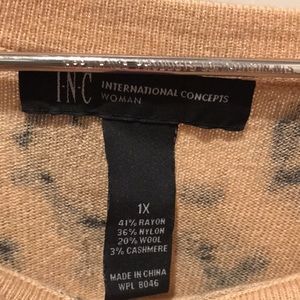 I·N·C INTERNATIONAL CONCEPTS
WOMAN
1X
41% RAYON
36% NYLON
20% WOOL
3% CASHMERE
MADE IN CHINA
WPL 8046